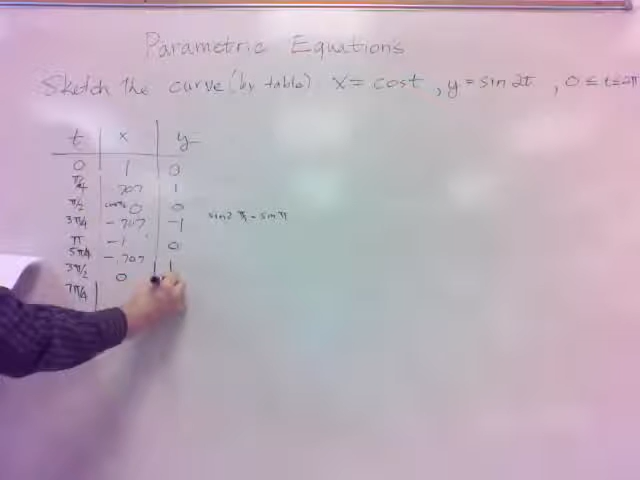 Parametric Equations
Sketch the curve (by table) x = cos t , y = sin 2t , 0 ≤ t ≤ 2π
t x y
0 1 0
π/4 .707 1
π/2 0 0
3π/4 -.707 -1
sin 2 π/2 = sin π
π -1 0
5π/4 -.707 1
3π/2 0
7π/4